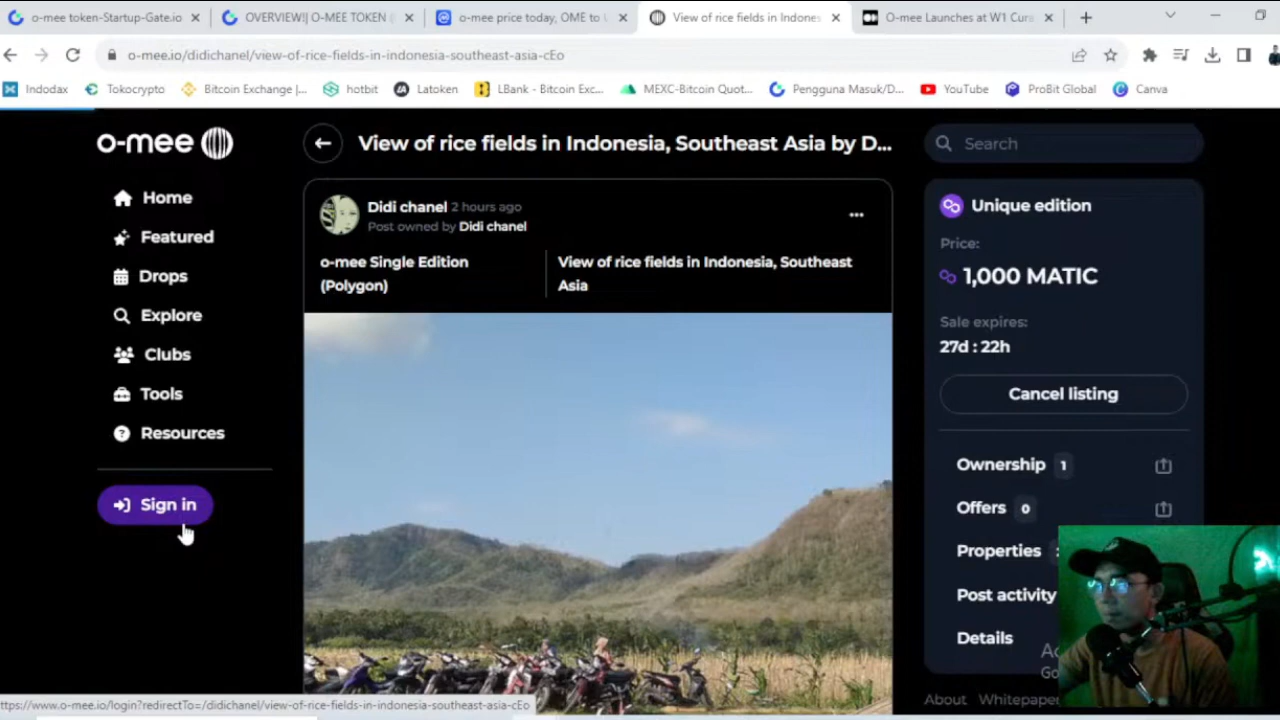 o-mee token-Startup-Gate.io
OVERVIEW!| O-MEE TOKEN @
o-mee price today, OME to
View of rice fields in Indones
O-mee Launches at W1 Cur
o-mee.io/didichanel/view-of-rice-fields-in-indonesia-southeast-asia-cEo
Indodax
Tokocrypto
Bitcoin Exchange |...
hotbit
Latoken
LBank - Bitcoin Exc...
MEXC-Bitcoin Quot...
Pengguna Masuk/D...
YouTube
ProBit Global
Canva
o-mee
View of rice fields in Indonesia, Southeast Asia by D...
Search
Home
Featured
Drops
Explore
Clubs
Tools
Resources
Sign in
Didi chanel 2 hours ago
Post owned by Didi chanel
o-mee Single Edition
(Polygon)
View of rice fields in Indonesia, Southeast
Asia
Unique edition
Price:
1,000 MATIC
Sale expires:
27d : 22h
Cancel listing
Ownership 1
Offers 0
Properties
Post activity
Details
About Whitepaper
https://www.o-mee.io/login?redirectTo=/didichanel/view-of-rice-fields-in-indonesia-southeast-asia-cEo